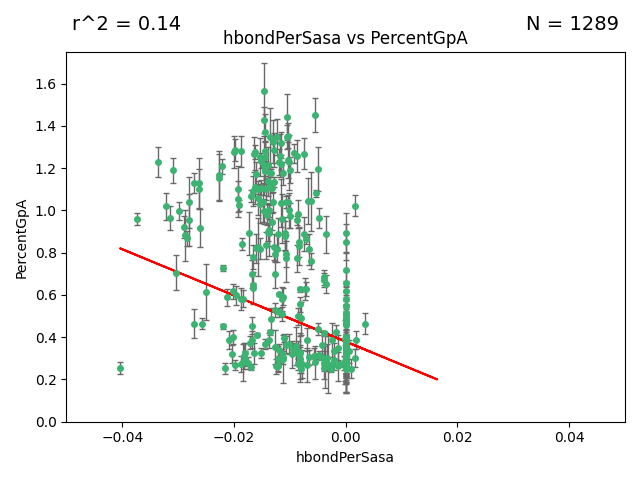 r^2 = 0.14
N = 1289
hbondPerSasa vs PercentGpA
1.6
1.4
1.2
1.0
0.8
0.6
0.4
0.2
0.0
PercentGpA
−0.04
−0.02
0.00
0.02
0.04
hbondPerSasa